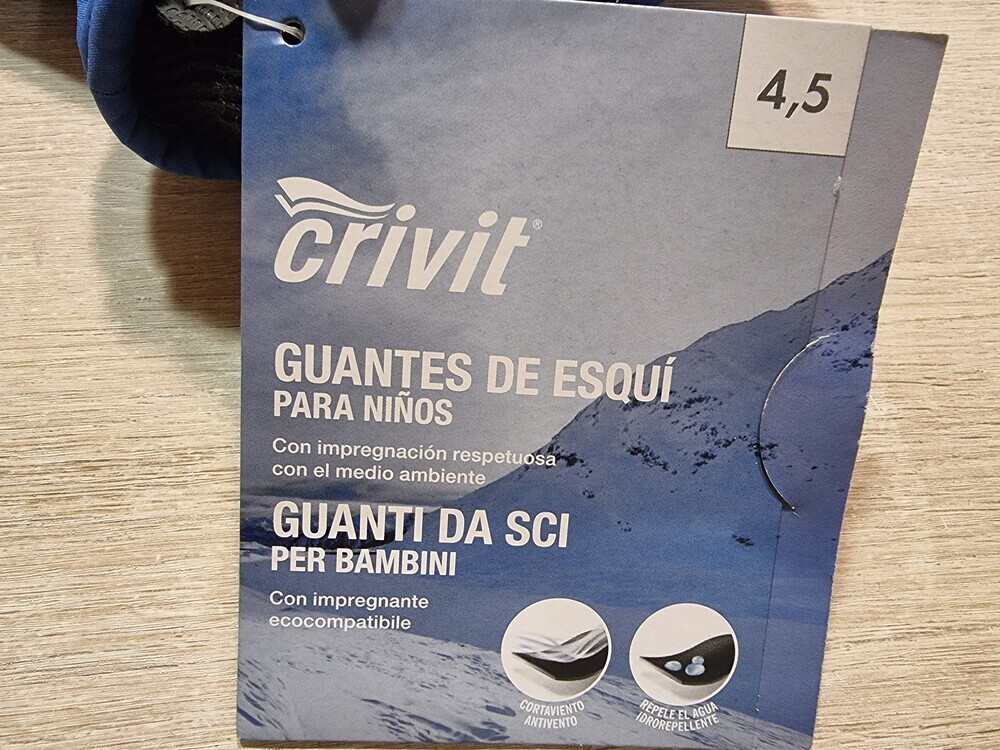 4,5
crivit®
GUANTES DE ESQUÍ
PARA NIÑOS
Con impregnación respetuosa
con el medio ambiente
GUANTI DA SCI
PER BAMBINI
Con impregnante
ecocompatibile
CORTAVIENTO
ANTIVENTO
REPELE EL AGUA
IDROREPELLENTE